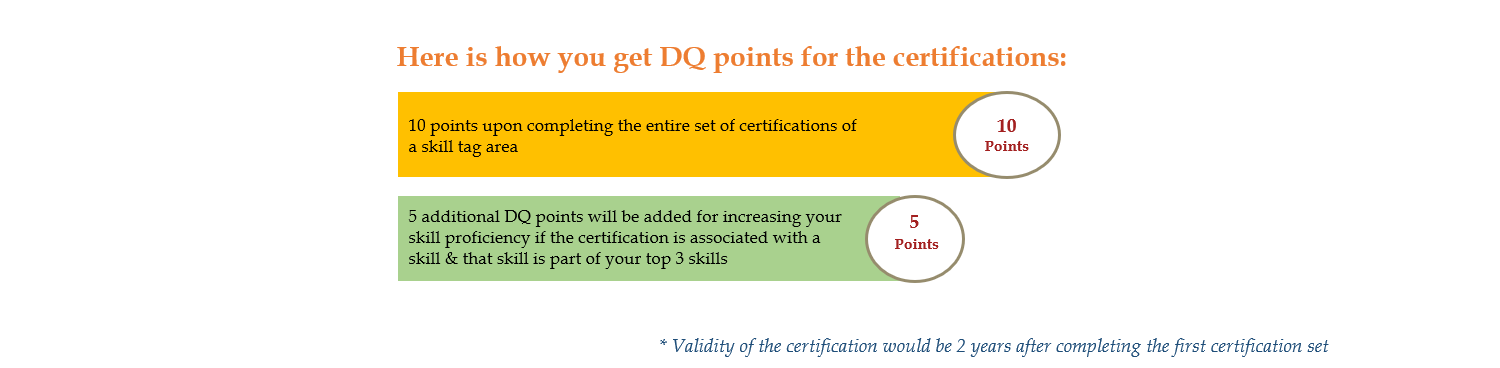 Here is how you get DQ points for the certifications:
10 points upon completing the entire set of certifications of
a skill tag area
10
Points
5 additional DQ points will be added for increasing your
skill proficiency if the certification is associated with a
skill & that skill is part of your top 3 skills
5
Points
* Validity of the certification would be 2 years after completing the first certification set